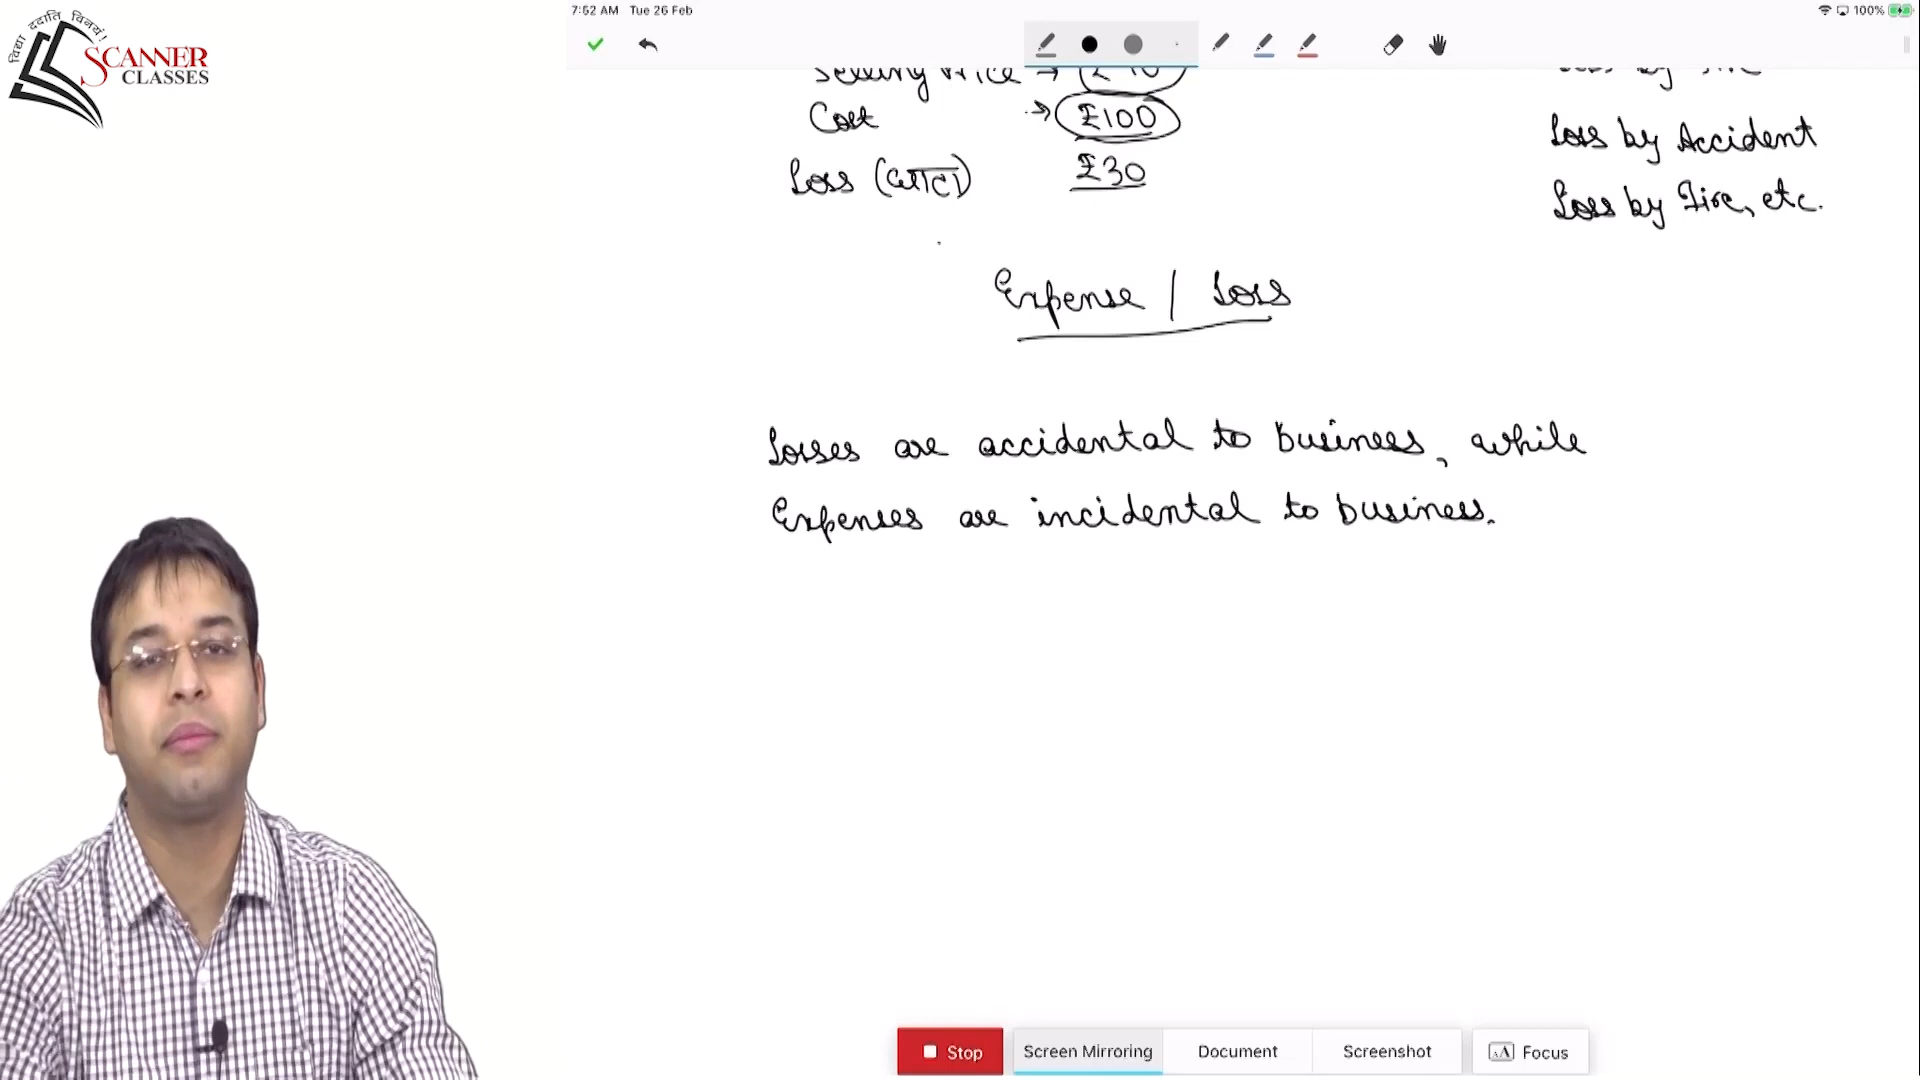 विद्या ददाति विनयं!
SCANNER
CLASSES
7:52 AM Tue 26 Feb
100%
Selling Price →
Cost → ₹100
Loss (घाटा) ₹30
Loss by Accident
Loss by Fire, etc.
Expense / Loss
Losses are accidental to business, while
Expenses are incidental to business.
Stop
Screen Mirroring
Document
Screenshot
Focus